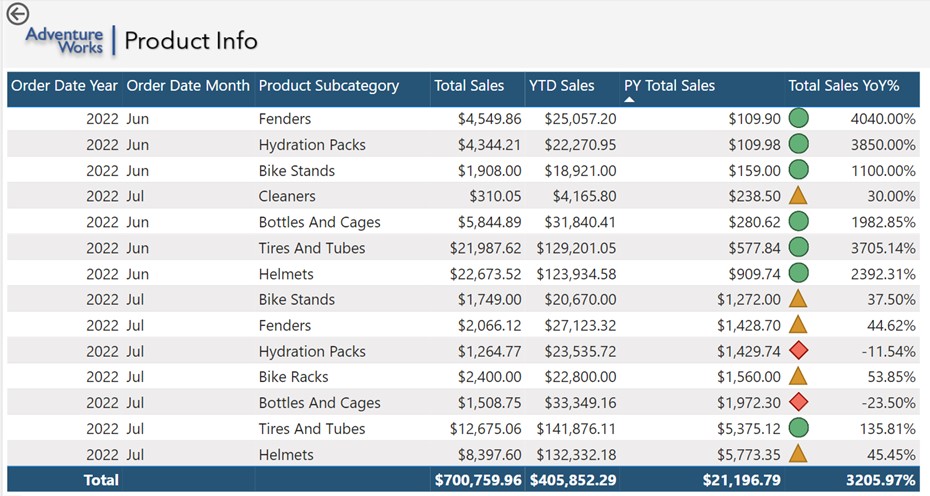 Adventure Works | Product Info
Order Date Year Order Date Month Product Subcategory Total Sales YTD Sales PY Total Sales Total Sales YoY%
2022 Jun Fenders $4,549.86 $25,057.20 $109.90 4040.00%
2022 Jun Hydration Packs $4,344.21 $22,270.95 $109.98 3850.00%
2022 Jun Bike Stands $1,908.00 $18,921.00 $159.00 1100.00%
2022 Jul Cleaners $310.05 $4,165.80 $238.50 30.00%
2022 Jun Bottles And Cages $5,844.89 $31,840.41 $280.62 1982.85%
2022 Jun Tires And Tubes $21,987.62 $129,201.05 $577.84 3705.14%
2022 Jun Helmets $22,673.52 $123,934.58 $909.74 2392.31%
2022 Jul Bike Stands $1,749.00 $20,670.00 $1,272.00 37.50%
2022 Jul Fenders $2,066.12 $27,123.32 $1,428.70 44.62%
2022 Jul Hydration Packs $1,264.77 $23,535.72 $1,429.74 -11.54%
2022 Jul Bike Racks $2,400.00 $22,800.00 $1,560.00 53.85%
2022 Jul Bottles And Cages $1,508.75 $33,349.16 $1,972.30 -23.50%
2022 Jul Tires And Tubes $12,675.06 $141,876.11 $5,375.12 135.81%
2022 Jul Helmets $8,397.60 $132,332.18 $5,773.35 45.45%
Total $700,759.96 $405,852.29 $21,196.79 3205.97%